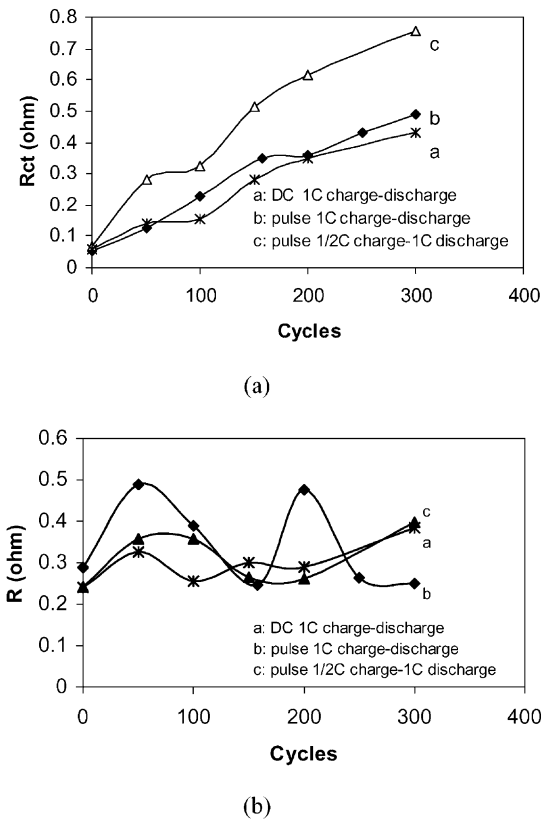 0.8
0.7
0.6
0.5
0.4
0.3
0.2
0.1
0
Rct (ohm)
c
b
a
a: DC 1C charge-discharge
b: pulse 1C charge-discharge
c: pulse 1/2C charge-1C discharge
0 100 200 300 400
Cycles
(a)
0.6
0.5
0.4
0.3
0.2
0.1
0
R (ohm)
c
a
b
a: DC 1C charge-discharge
b: pulse 1C charge-discharge
c: pulse 1/2C charge-1C discharge
0 100 200 300 400
Cycles
(b)